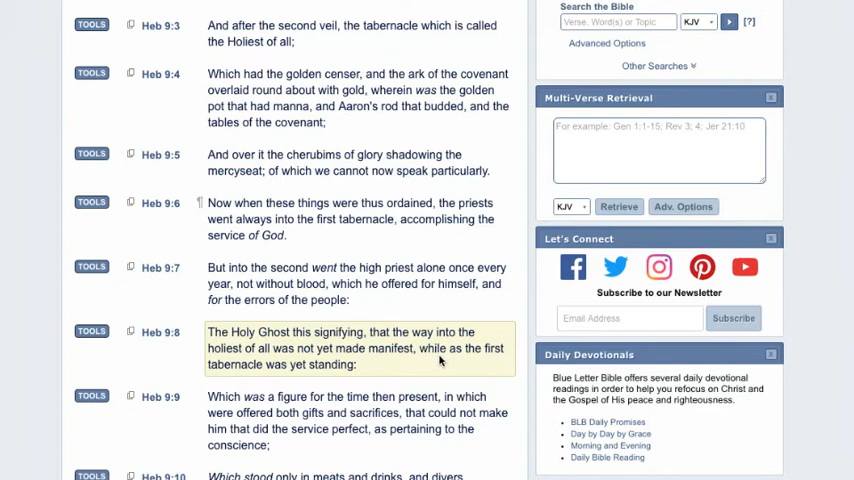 TOOLS Heb 9:3 And after the second veil, the tabernacle which is called
the Holiest of all;
TOOLS Heb 9:4 Which had the golden censer, and the ark of the covenant
overlaid round about with gold, wherein was the golden
pot that had manna, and Aaron's rod that budded, and the
tables of the covenant;
TOOLS Heb 9:5 And over it the cherubims of glory shadowing the
mercyseat; of which we cannot now speak particularly.
TOOLS Heb 9:6 ¶ Now when these things were thus ordained, the priests
went always into the first tabernacle, accomplishing the
service of God.
TOOLS Heb 9:7 But into the second went the high priest alone once every
year, not without blood, which he offered for himself, and
for the errors of the people:
TOOLS Heb 9:8 The Holy Ghost this signifying, that the way into the
holiest of all was not yet made manifest, while as the first
tabernacle was yet standing:
TOOLS Heb 9:9 Which was a figure for the time then present, in which
were offered both gifts and sacrifices, that could not make
him that did the service perfect, as pertaining to the
conscience;
TOOLS Heb 9:10 Which stood only in meats and drinks, and divers
Search the Bible
Verse, Word(s) or Topic KJV [?]
Advanced Options
Other Searches
Multi-Verse Retrieval x
For example: Gen 1:1-15; Rev 3; 4; Jer 21:10
KJV Retrieve Adv. Options
Let's Connect x
Subscribe to our Newsletter
Email Address Subscribe
Daily Devotionals x
Blue Letter Bible offers several daily devotional
readings in order to help you refocus on Christ and
the Gospel of His peace and righteousness.
• BLB Daily Promises
• Day by Day by Grace
• Morning and Evening
• Daily Bible Reading